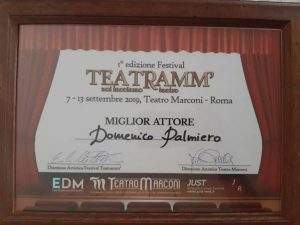 1° edizione Festival
TEATRAMM'
noi facciamo teatro
7 - 13 settembre 2019, Teatro Marconi - Roma
MIGLIOR ATTORE
Domenico Palmiero
Direzione Artistica Festival Teatramm'
Direzione Artistica Teatro Marconi
EDM TEATRO MARCONI JUST